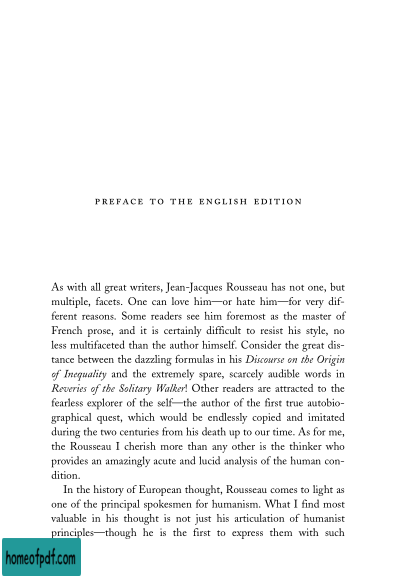 PREFACE TO THE ENGLISH EDITION
As with all great writers, Jean-Jacques Rousseau has not one, but
multiple, facets. One can love him—or hate him—for very dif-
ferent reasons. Some readers see him foremost as the master of
French prose, and it is certainly difficult to resist his style, no
less multifaceted than the author himself. Consider the great dis-
tance between the dazzling formulas in his Discourse on the Origin
of Inequality and the extremely spare, scarcely audible words in
Reveries of the Solitary Walker! Other readers are attracted to the
fearless explorer of the self—the author of the first true autobio-
graphical quest, which would be endlessly copied and imitated
during the two centuries from his death up to our time. As for me,
the Rousseau I cherish more than any other is the thinker who
provides an amazingly acute and lucid analysis of the human con-
dition.
In the history of European thought, Rousseau comes to light as
one of the principal spokesmen for humanism. What I find most
valuable in his thought is not just his articulation of humanist
principles—though he is the first to express them with such
homeofpdf.com